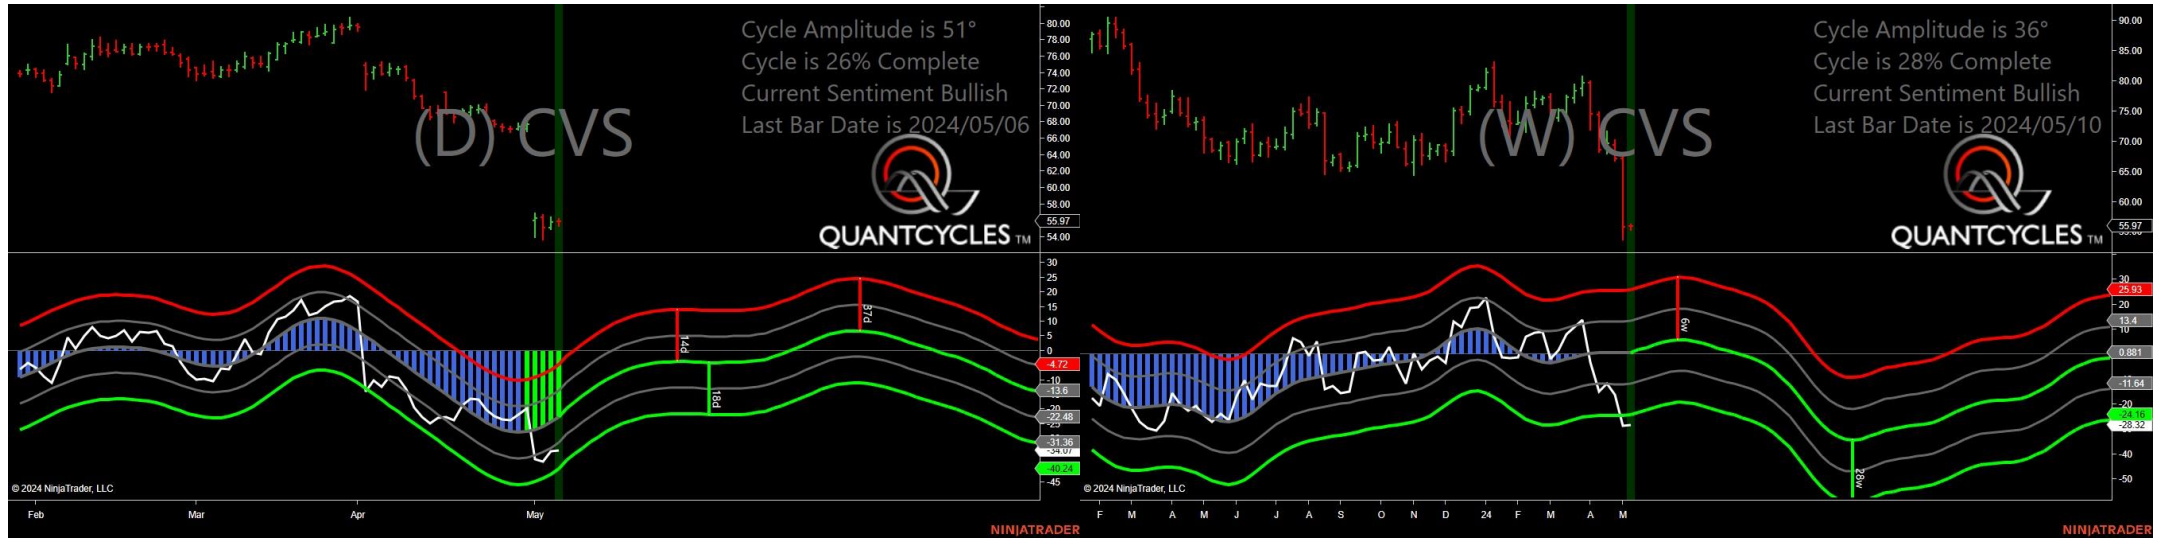 Cycle Amplitude is 51°
Cycle is 26% Complete
Current Sentiment Bullish
Last Bar Date is 2024/05/06
(D) CVS
QUANTCYCLES TM
80.00
78.00
76.00
74.00
72.00
70.00
68.00
66.00
64.00
62.00
60.00
58.00
55.97
54.00
30
25
20
15
10
5
0
-4.72
-10
-13.6
-22.48
-25
-31.36
-34.07
-40.24
-45
14d
18d
37d
© 2024 NinjaTrader, LLC
Feb Mar Apr May
NINJATRADER
Cycle Amplitude is 36°
Cycle is 28% Complete
Current Sentiment Bullish
Last Bar Date is 2024/05/10
(W) CVS
QUANTCYCLES TM
90.00
85.00
80.00
75.00
70.00
65.00
60.00
55.97
30
25.93
20
13.4
10
0.881
-11.64
-20
-24.16
-28.32
-40
-50
6w
28w
© 2024 NinjaTrader, LLC
F M A M J J A S O N D 24 F M A M
NINJATRADER